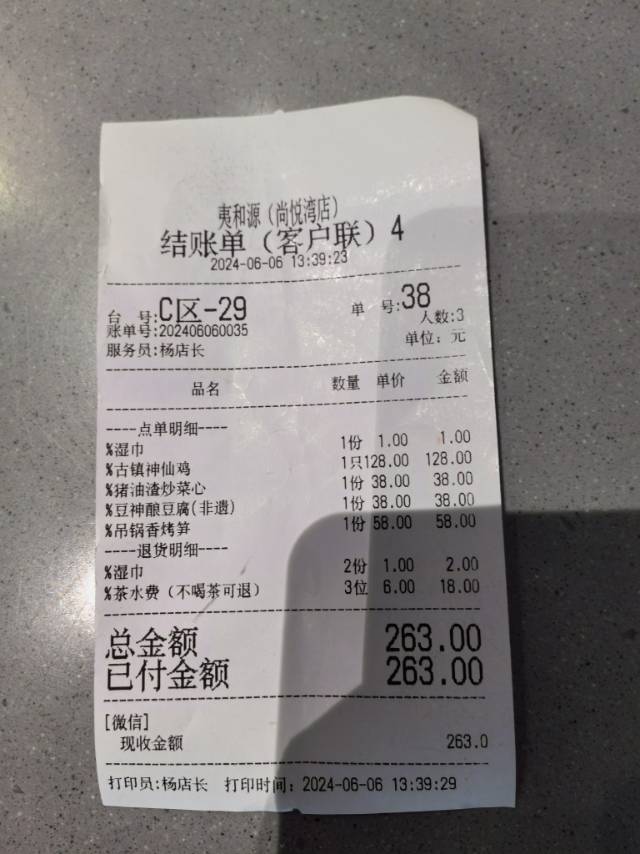 夷和源（尚悦湾店）
结账单（客户联）4
2024-06-06 13:39:23
台 号:C区-29 单 号:38
账单号:202406060035 人数:3
服务员:杨店长 单位: 元
品名 数量 单价 金额
----点单明细----
%湿巾 1份 1.00 1.00
%古镇神仙鸡 1只128.00 128.00
%猪油渣炒菜心 1份 38.00 38.00
%豆神酿豆腐(非遗) 1份 38.00 38.00
%吊锅香烤笋 1份 58.00 58.00
----退货明细----
%湿巾 2份 1.00 2.00
%茶水费（不喝茶可退） 3位 6.00 18.00
总金额 263.00
已付金额 263.00
[微信]
现收金额 263.0
打印员:杨店长 打印时间: 2024-06-06 13:39:29